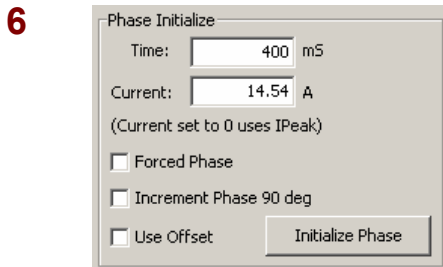 6
Phase Initialize
Time: 400 mS
Current: 14.54 A
(Current set to 0 uses IPeak)
Forced Phase
Increment Phase 90 deg
Use Offset Initialize Phase